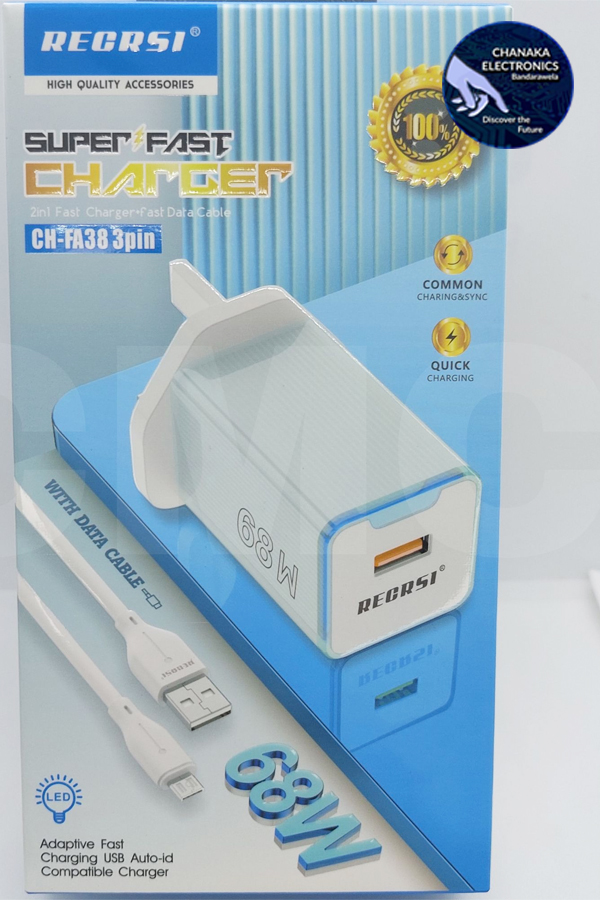 RECRSI®
HIGH QUALITY ACCESSORIES
CHANAKA
ELECTRONICS
Bandarawela
Discover the
Future
100%
SUPER FAST
CHARGER
2in1 Fast Charger+fast Data Cable
CH-FA38 3pin
COMMON
CHARING&SYNC
QUICK
CHARGING
WITH DATA CABLE
68W
RECRSI®
RECRSI®
68W
LED
Adaptive Fast
Charging USB Auto-id
Compatible Charger
CMC